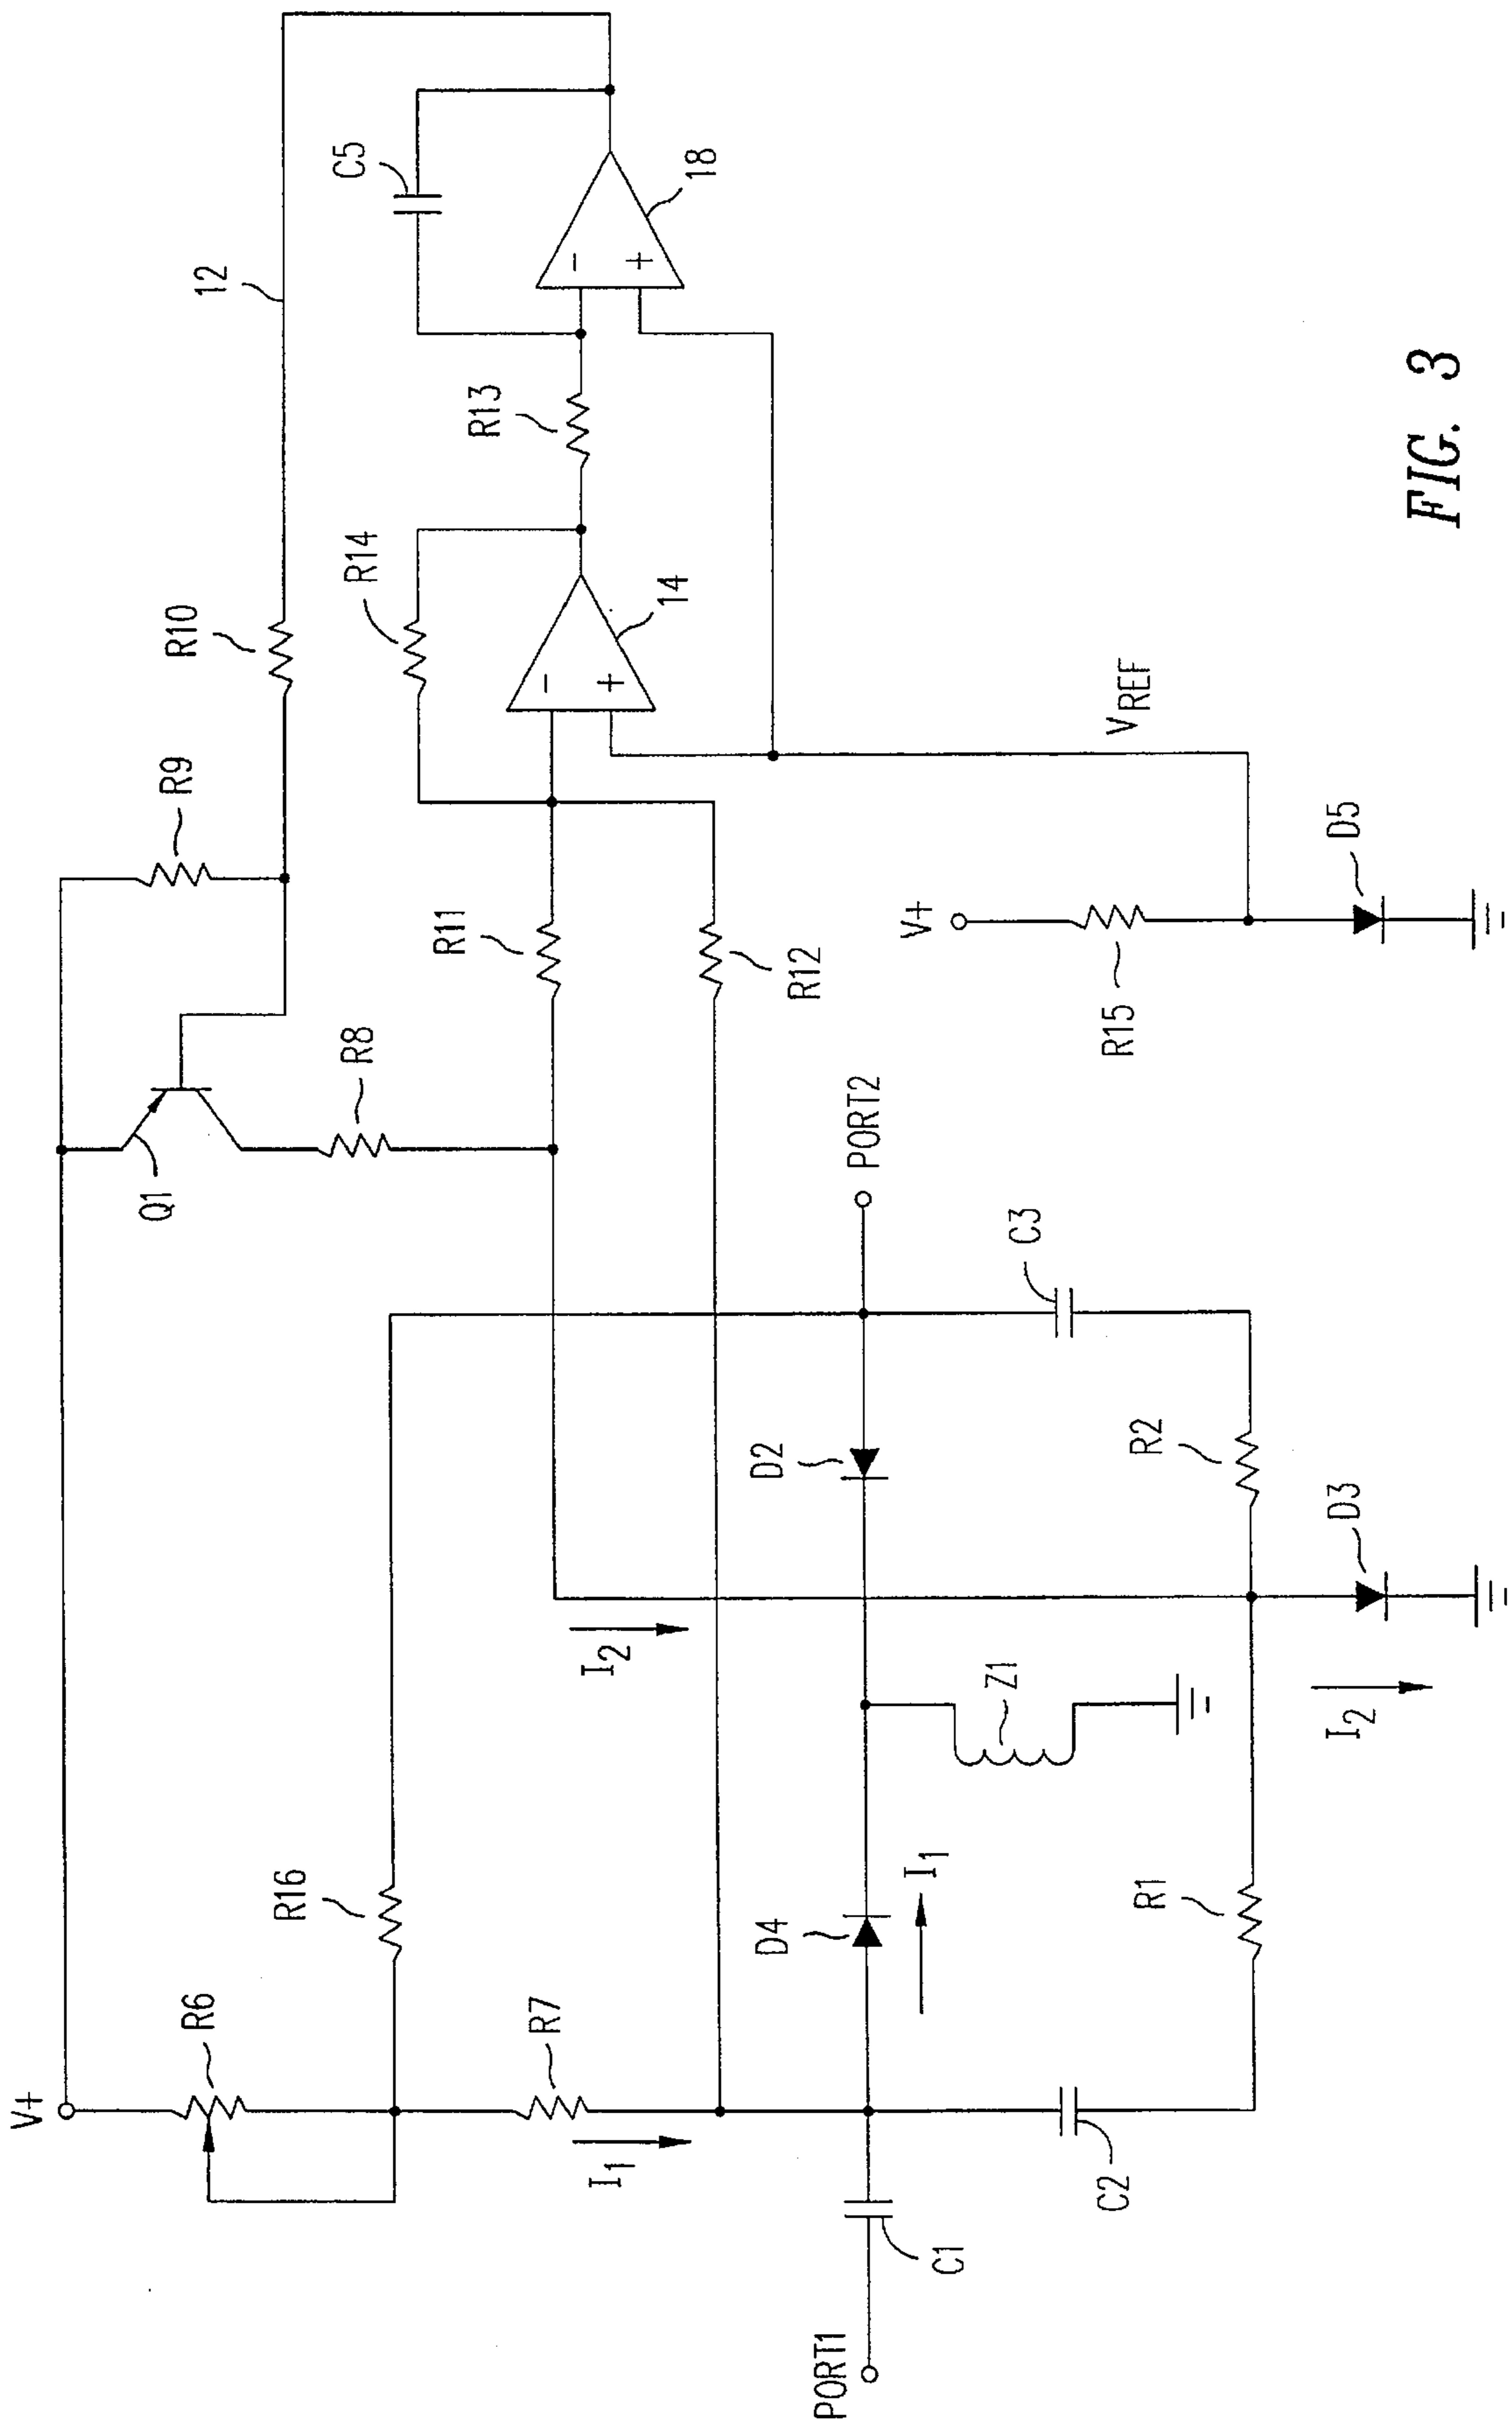 V+
R6
R16
R7
I1
Q1
R8
R9
R10
12
C5
R14
R11
R12
R13
-
+
14
-
+
18
I2
PORT1
C1
D4
I1
D2
PORT2
C2
Z1
C3
R1
R2
I2
D3
V+
R15
D5
VREF
FIG. 3